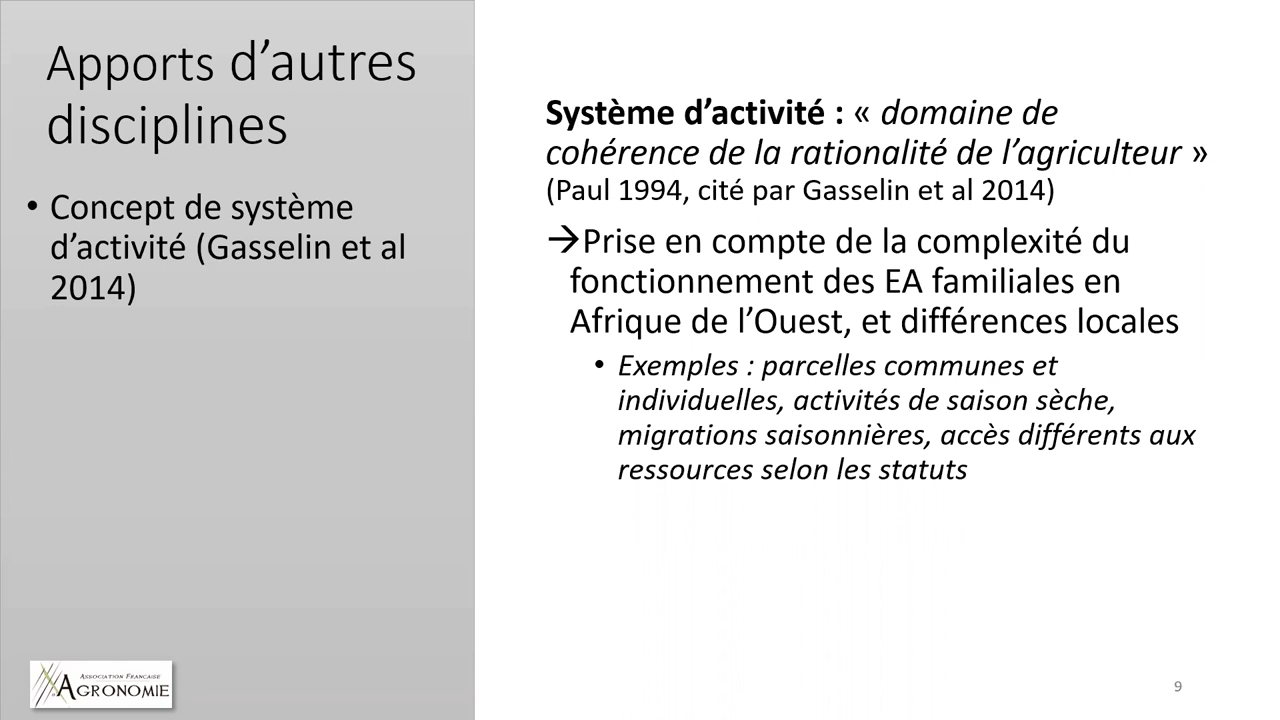 Apports d’autres
disciplines
• Concept de système
d’activité (Gasselin et al
2014)
Système d’activité : « domaine de
cohérence de la rationalité de l’agriculteur »
(Paul 1994, cité par Gasselin et al 2014)
→Prise en compte de la complexité du
fonctionnement des EA familiales en
Afrique de l’Ouest, et différences locales
• Exemples : parcelles communes et
individuelles, activités de saison sèche,
migrations saisonnières, accès différents aux
ressources selon les statuts
Association Française
Agronomie
9